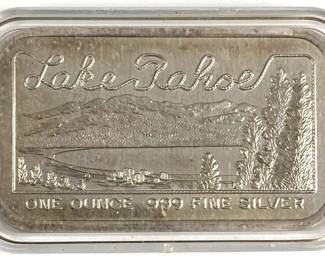 Lake Tahoe
ONE OUNCE .999 FINE SILVER